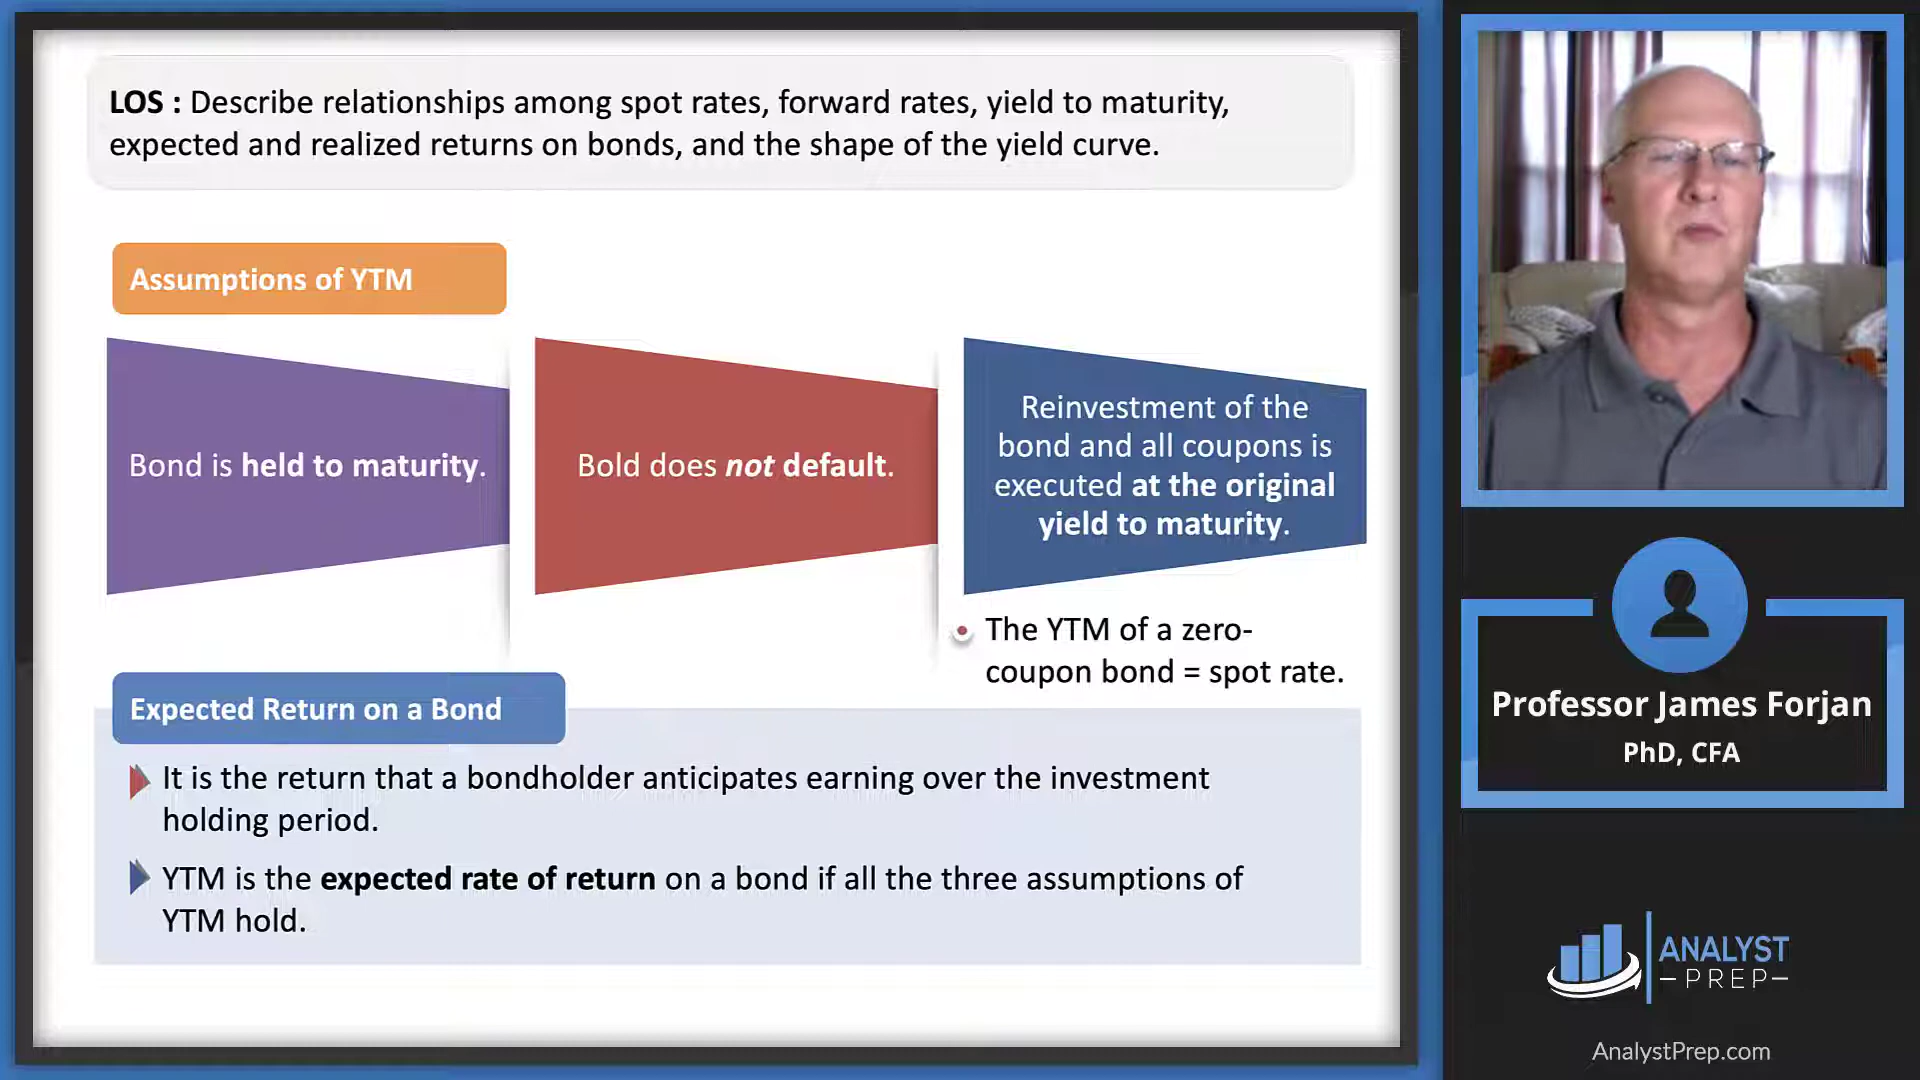 LOS : Describe relationships among spot rates, forward rates, yield to maturity,
expected and realized returns on bonds, and the shape of the yield curve.
Assumptions of YTM
Bond is held to maturity.
Bold does not default.
Reinvestment of the
bond and all coupons is
executed at the original
yield to maturity.
The YTM of a zero-
coupon bond = spot rate.
Expected Return on a Bond
It is the return that a bondholder anticipates earning over the investment
holding period.
YTM is the expected rate of return on a bond if all the three assumptions of
YTM hold.
Professor James Forjan
PhD, CFA
ANALYST
PREP
AnalystPrep.com